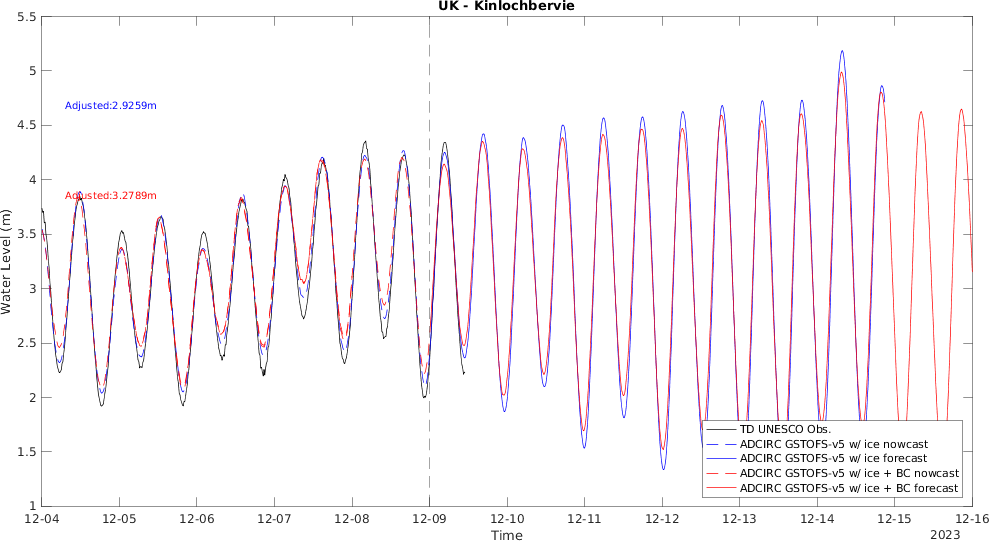 UK - Kinlochbervie
5.5
5
4.5
4
3.5
3
2.5
2
1.5
1
Water Level (m)
Adjusted:2.9259m
Adjusted:3.2789m
TD UNESCO Obs.
ADCIRC GSTOFS-v5 w/ ice nowcast
ADCIRC GSTOFS-v5 w/ ice forecast
ADCIRC GSTOFS-v5 w/ ice + BC nowcast
ADCIRC GSTOFS-v5 w/ ice + BC forecast
12-04 12-05 12-06 12-07 12-08 12-09 12-10 12-11 12-12 12-13 12-14 12-15 12-16
Time
2023